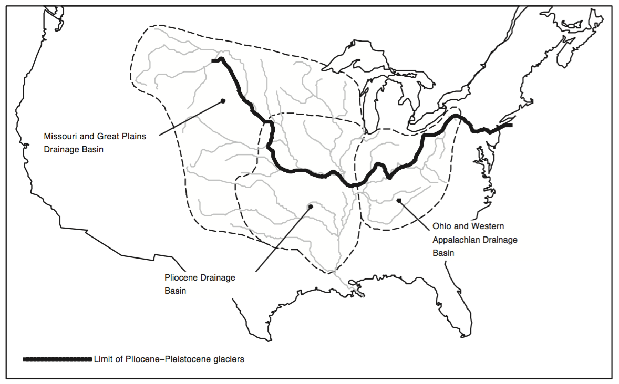 Missouri and Great Plains
Drainage Basin
Ohio and Western
Appalachian Drainage
Basin
Pliocene Drainage
Basin
Limit of Pliocene–Pleistocene glaciers